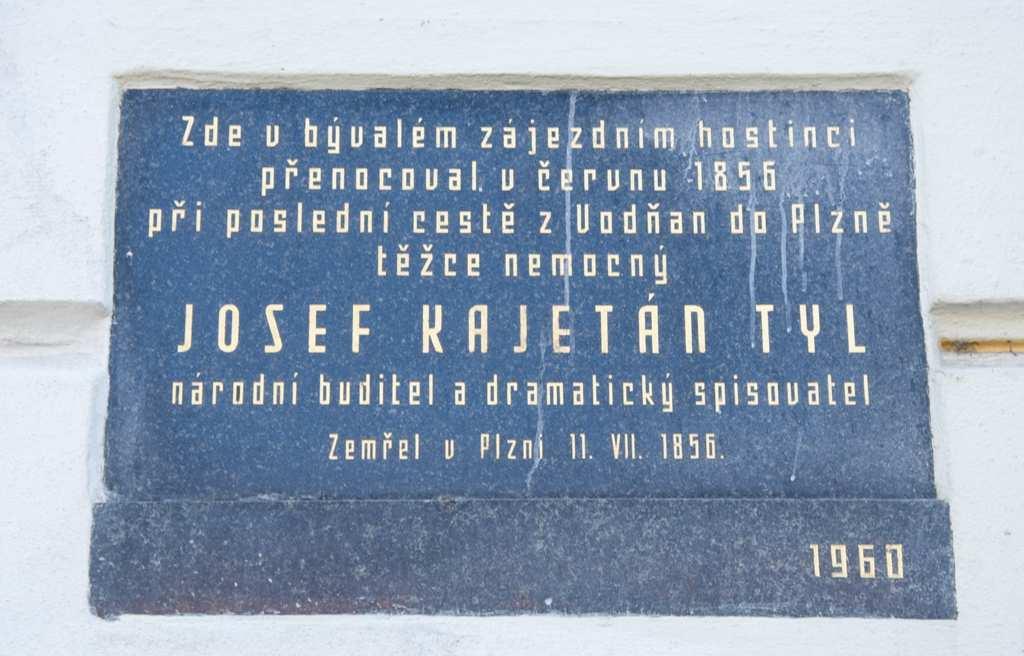 Zde v bývalém zájezdním hostinci
přenocoval v červnu 1856
při poslední cestě z Vodňan do Plzně
těžce nemocný
JOSEF KAJETÁN TYL
národní buditel a dramatický spisovatel
Zemřel v Plzni 11. VII. 1856.
1960